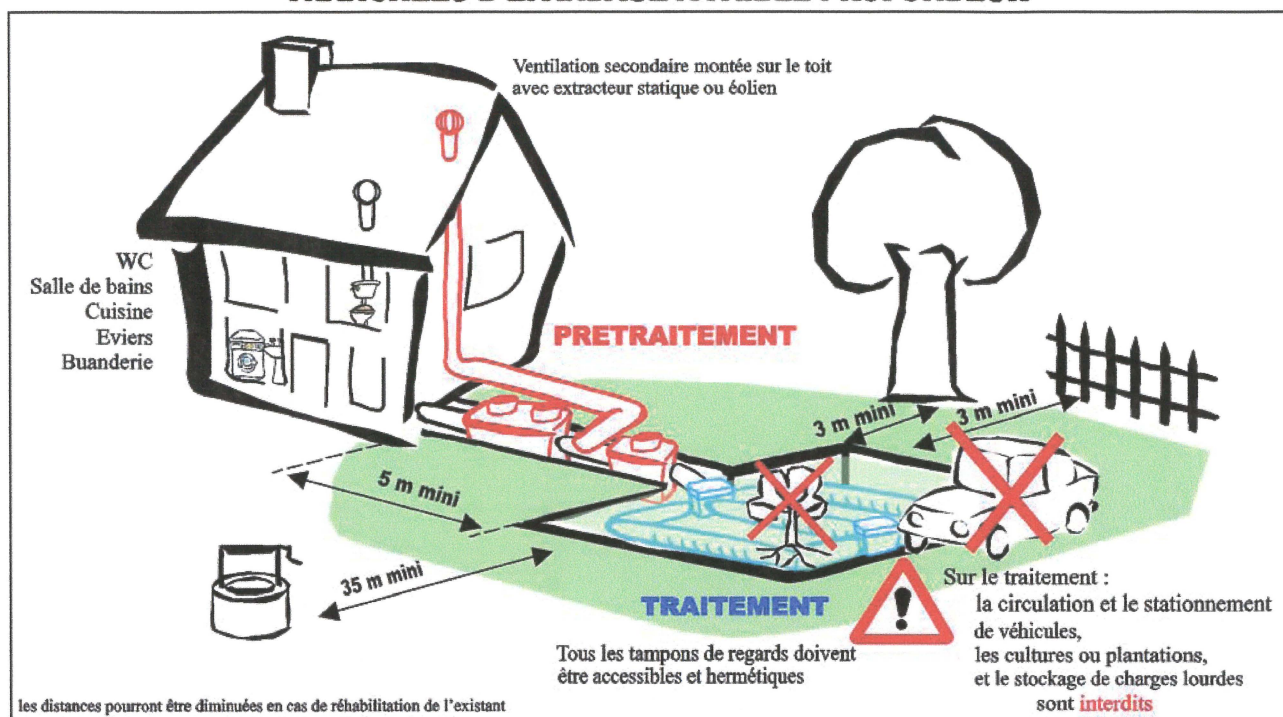 Ventilation secondaire montée sur le toit
avec extracteur statique ou éolien
WC
Salle de bains
Cuisine
Eviers
Buanderie
PRETRAITEMENT
3 m mini
3 m mini
5 m mini
35 m mini
TRAITEMENT
Tous les tampons de regards doivent
être accessibles et hermétiques
Sur le traitement :
la circulation et le stationnement
de véhicules,
les cultures ou plantations,
et le stockage de charges lourdes
sont interdits
les distances pourront être diminuées en cas de réhabilitation de l'existant